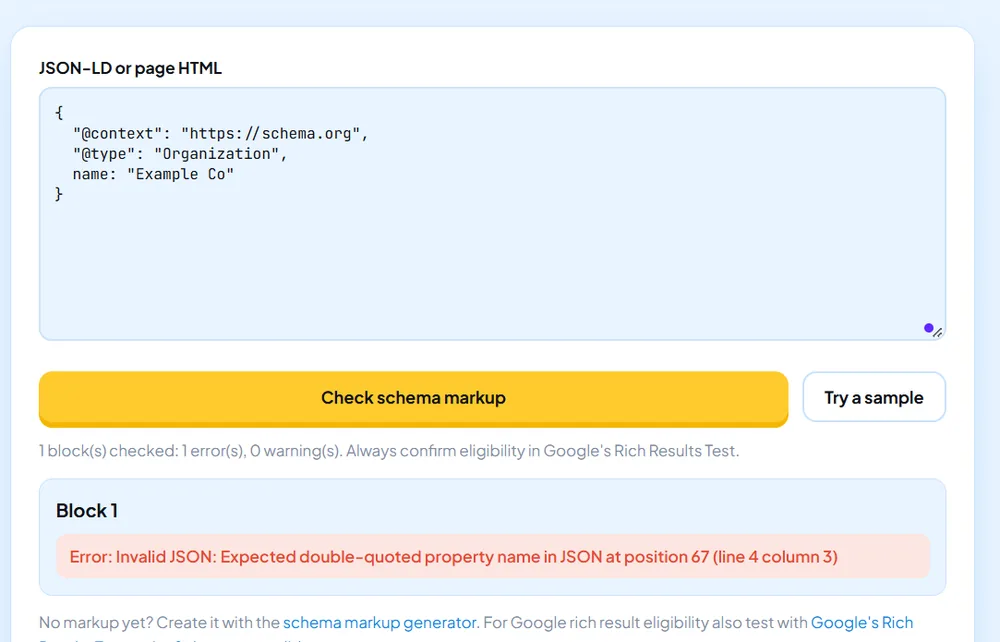 JSON-LD or page HTML
{
  "@context": "https://schema.org",
  "@type": "Organization",
  name: "Example Co"
}
Check schema markup
Try a sample
1 block(s) checked: 1 error(s), 0 warning(s). Always confirm eligibility in Google's Rich Results Test.
Block 1
Error: Invalid JSON: Expected double-quoted property name in JSON at position 67 (line 4 column 3)
No markup yet? Create it with the schema markup generator. For Google rich result eligibility also test with Google's Rich